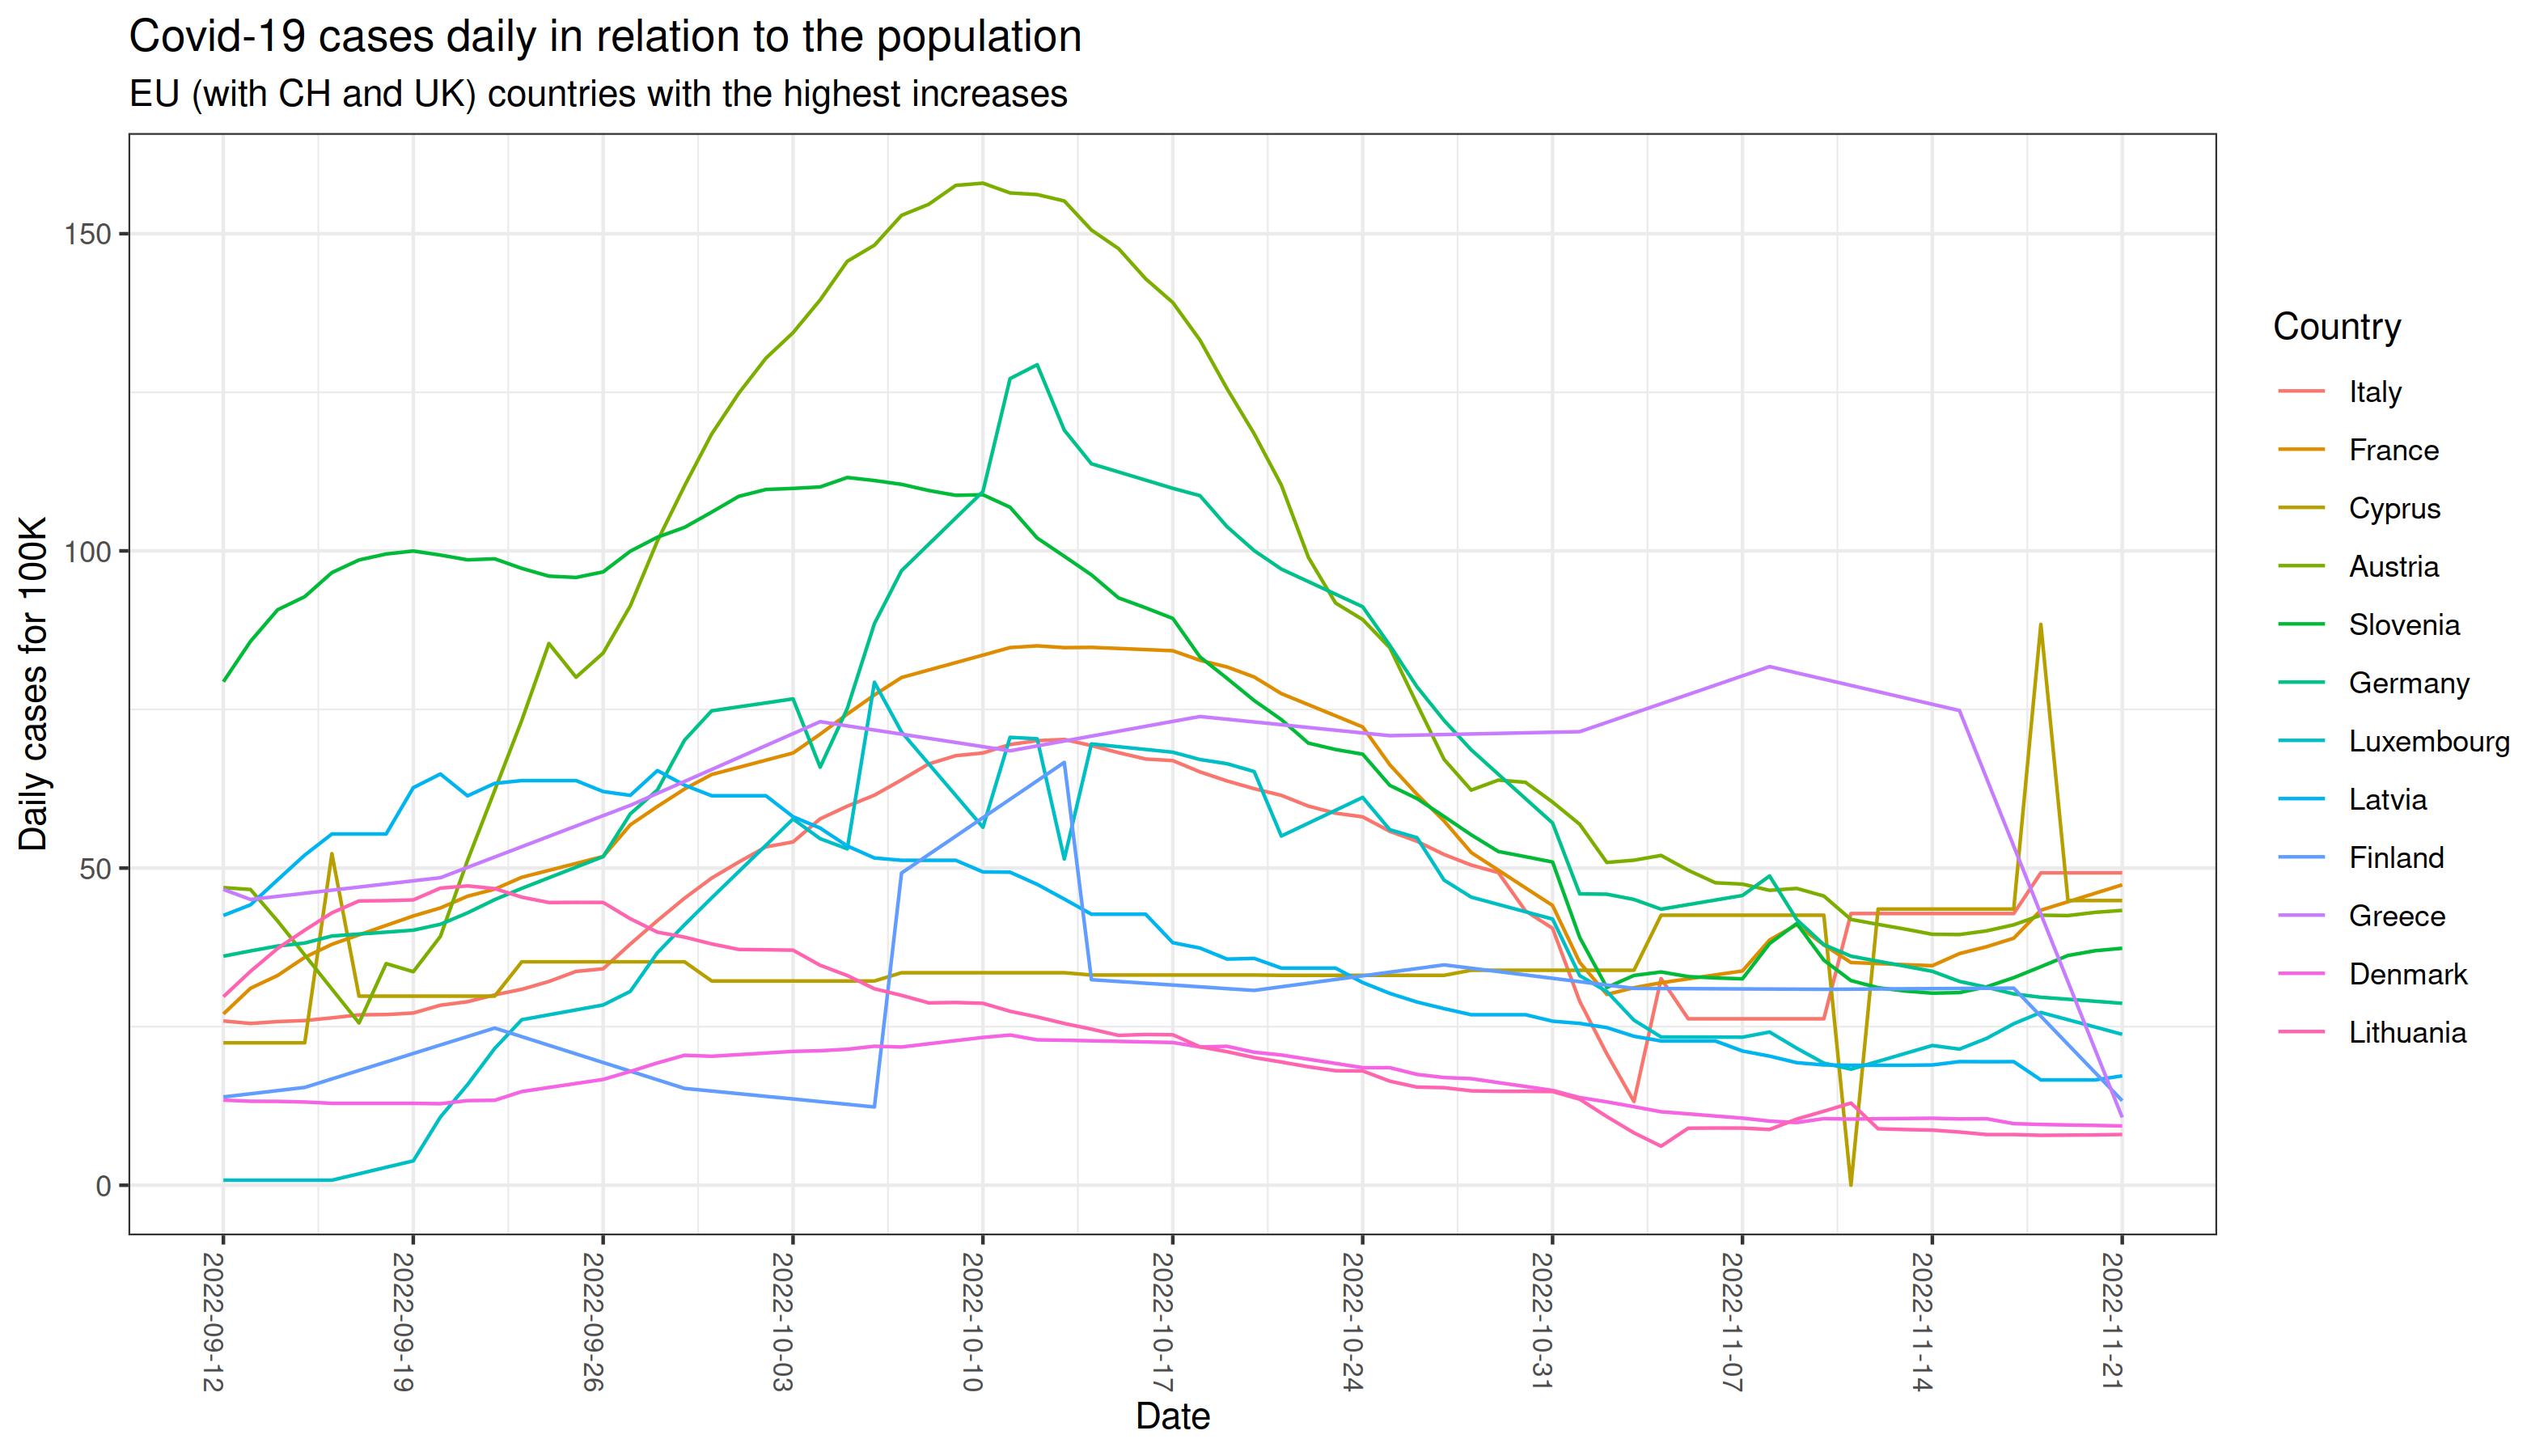 Covid-19 cases daily in relation to the population
EU (with CH and UK) countries with the highest increases
Daily cases for 100K
150
100
50
0
2022-09-12
2022-09-19
2022-09-26
2022-10-03
2022-10-10
2022-10-17
2022-10-24
2022-10-31
2022-11-07
2022-11-14
2022-11-21
Date
Country
Italy
France
Cyprus
Austria
Slovenia
Germany
Luxembourg
Latvia
Finland
Greece
Denmark
Lithuania